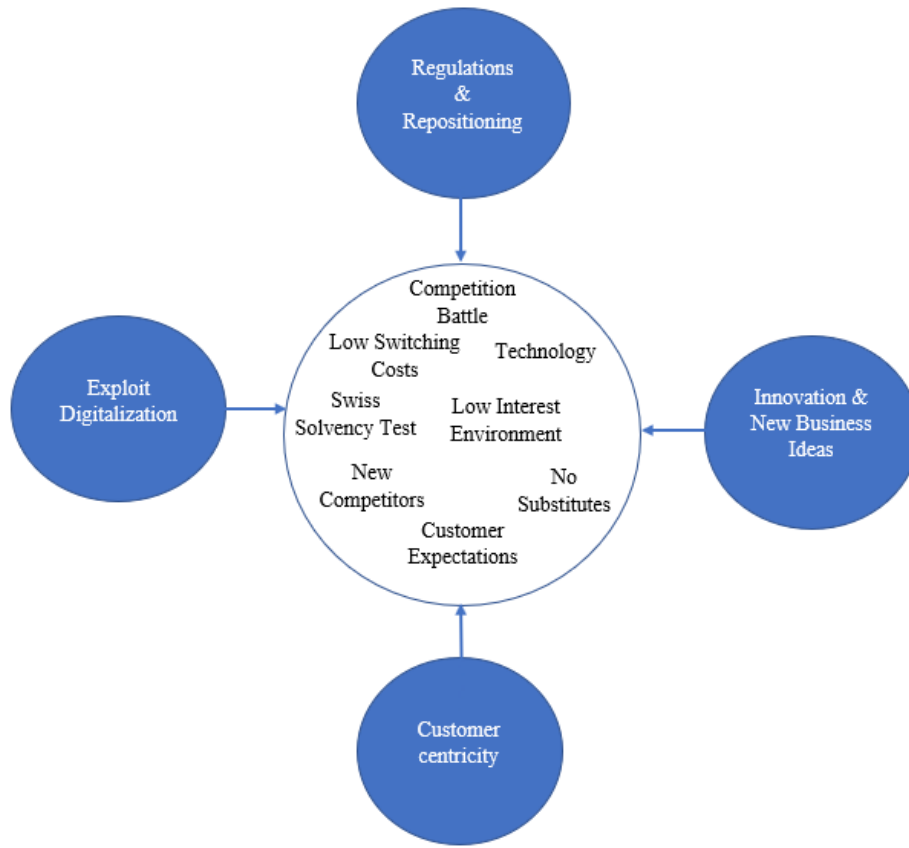 Regulations
&
Repositioning
Competition
Battle
Low Switching
Costs
Technology
Exploit
Digitalization
Swiss
Solvency Test
Low Interest
Environment
Innovation &
New Business
Ideas
New
Competitors
No
Substitutes
Customer
Expectations
Customer
centricity